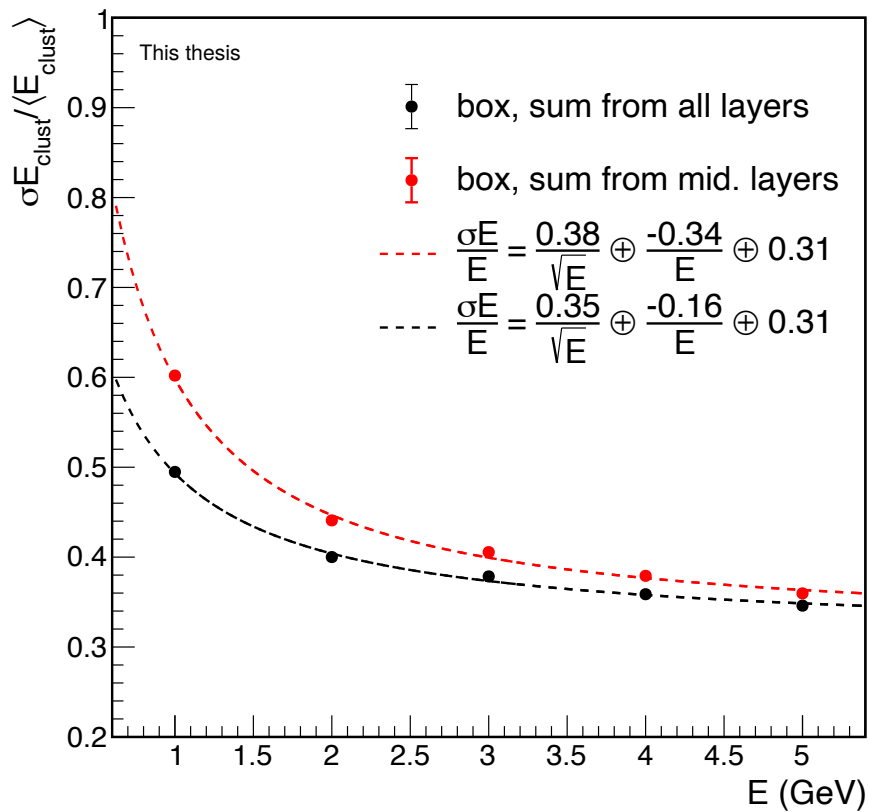 σE_clust/⟨E_clust⟩
This thesis
box, sum from all layers
box, sum from mid. layers
σE/E = 0.38/√E ⊕ -0.34/E ⊕ 0.31
σE/E = 0.35/√E ⊕ -0.16/E ⊕ 0.31
1
0.9
0.8
0.7
0.6
0.5
0.4
0.3
0.2
1 1.5 2 2.5 3 3.5 4 4.5 5
E (GeV)